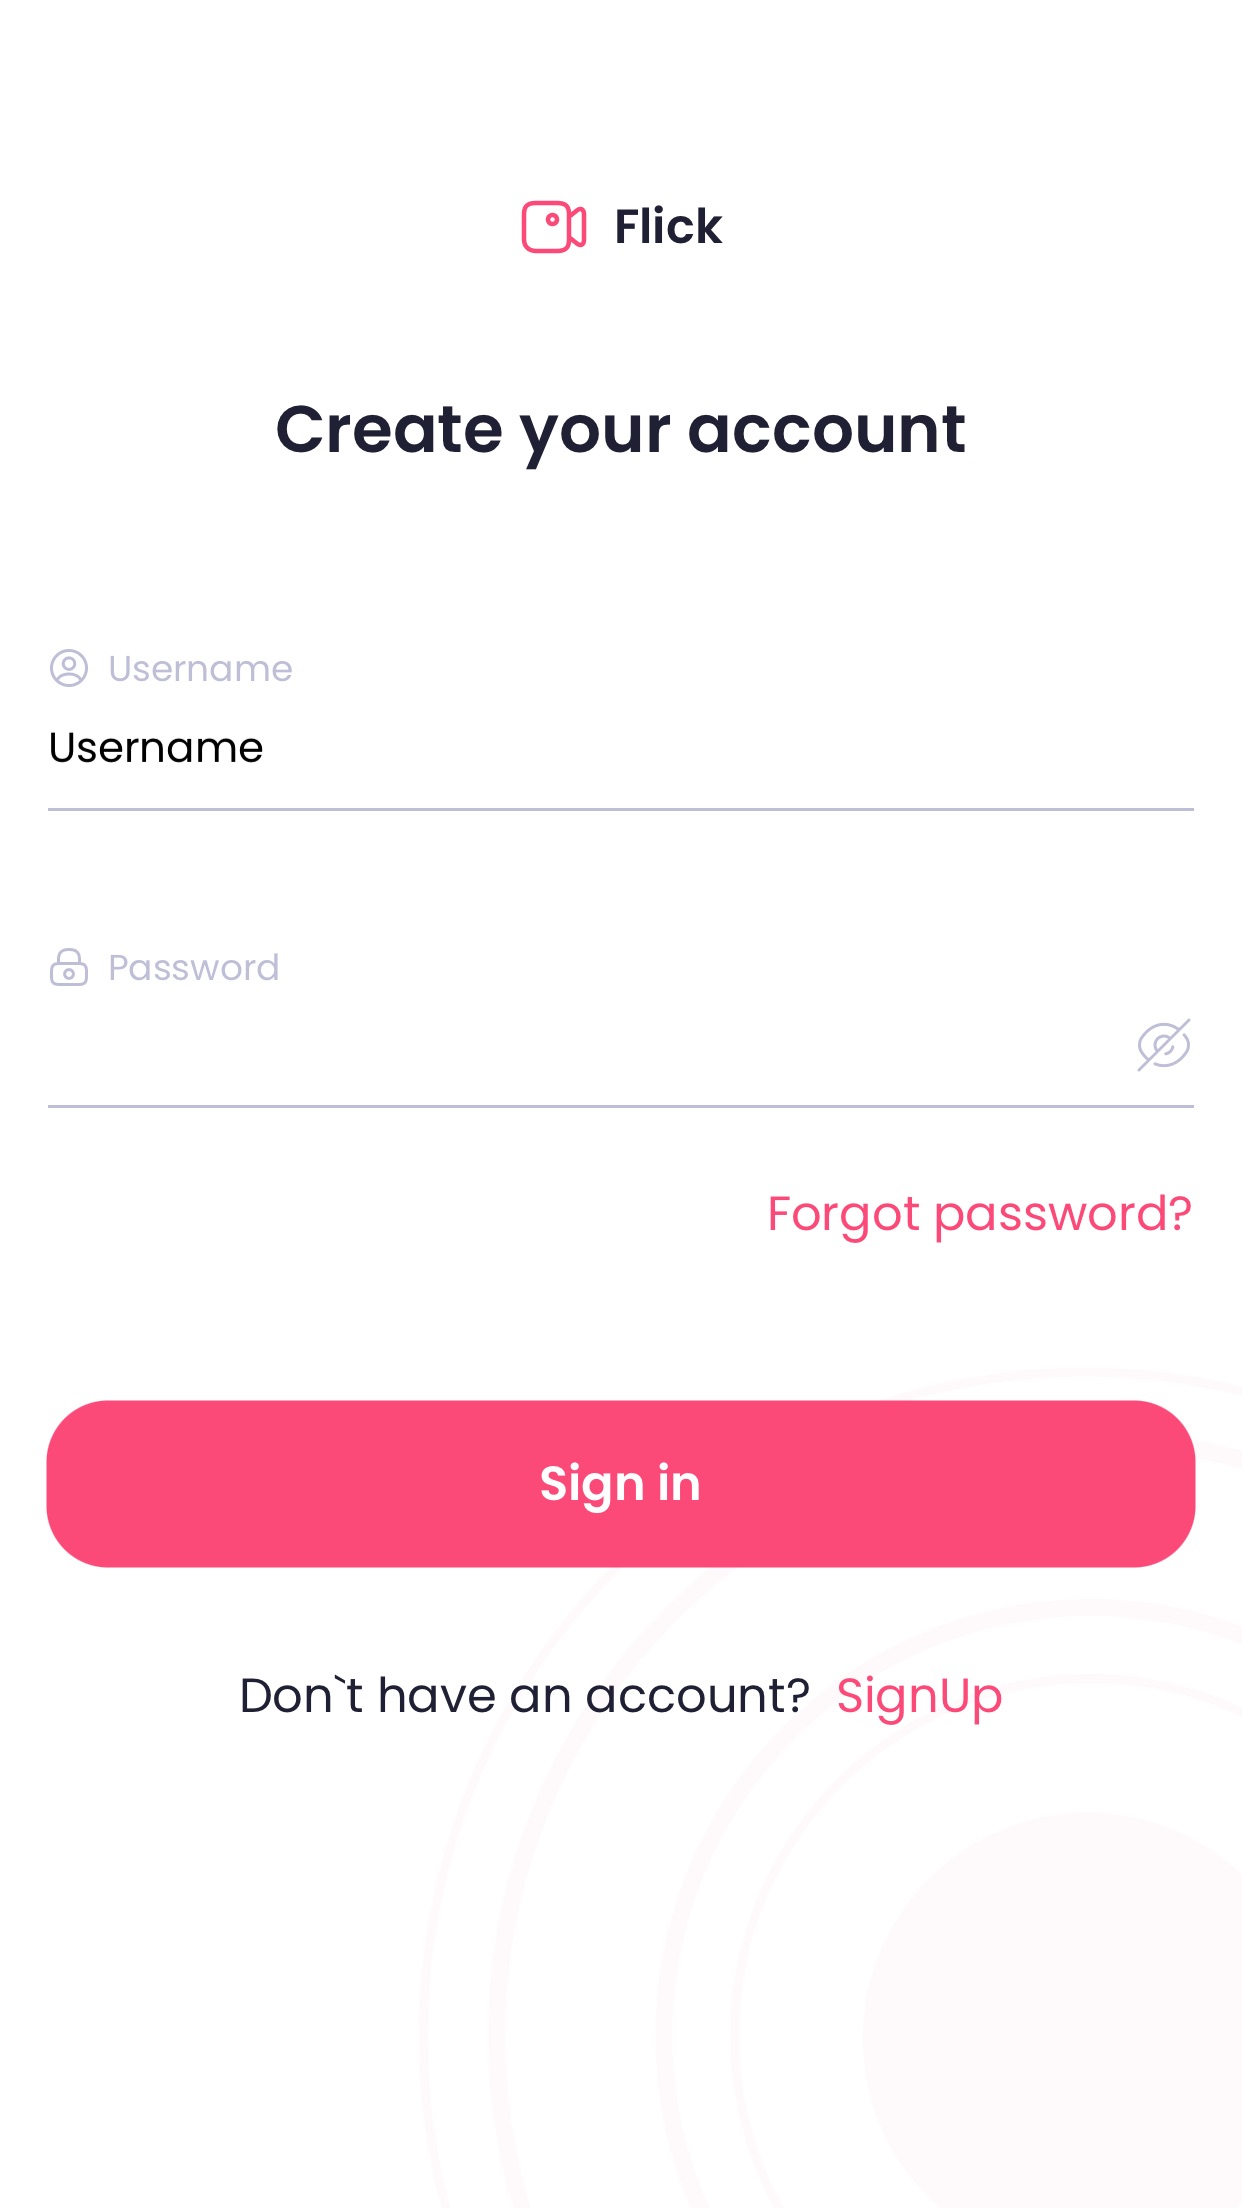 Flick
Create your account
Username
Username
Password
Forgot password?
Sign in
Don`t have an account? SignUp